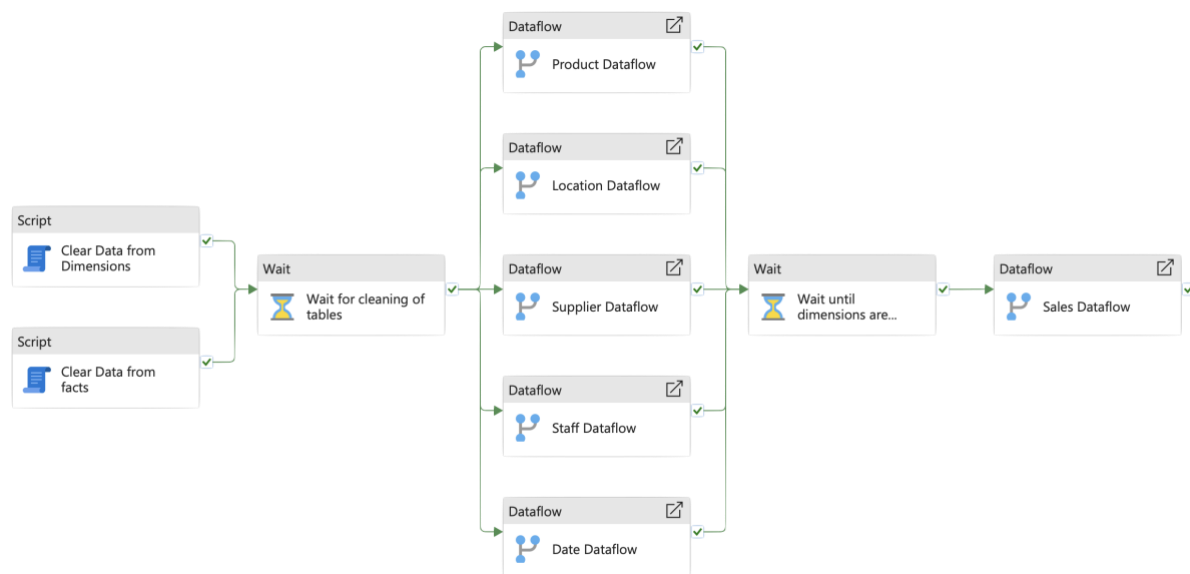 Script
Clear Data from
Dimensions
Script
Clear Data from
facts
Wait
Wait for cleaning of
tables
Dataflow
Product Dataflow
Dataflow
Location Dataflow
Dataflow
Supplier Dataflow
Dataflow
Staff Dataflow
Dataflow
Date Dataflow
Wait
Wait until
dimensions are...
Dataflow
Sales Dataflow